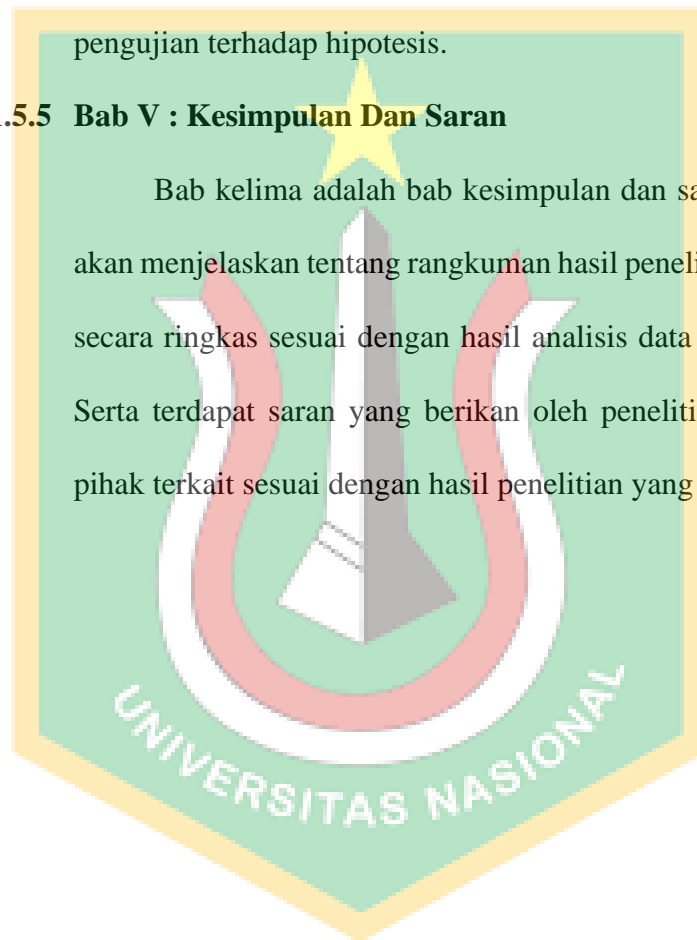 pengujian terhadap hipotesis.
.5.5 Bab V : Kesimpulan Dan Saran
Bab kelima adalah bab kesimpulan dan sa
akan menjelaskan tentang rangkuman hasil peneli
secara ringkas sesuai dengan hasil analisis data
Serta terdapat saran yang berikan oleh peneliti
pihak terkait sesuai dengan hasil penelitian yang
UNIVERSITAS NASIONAL